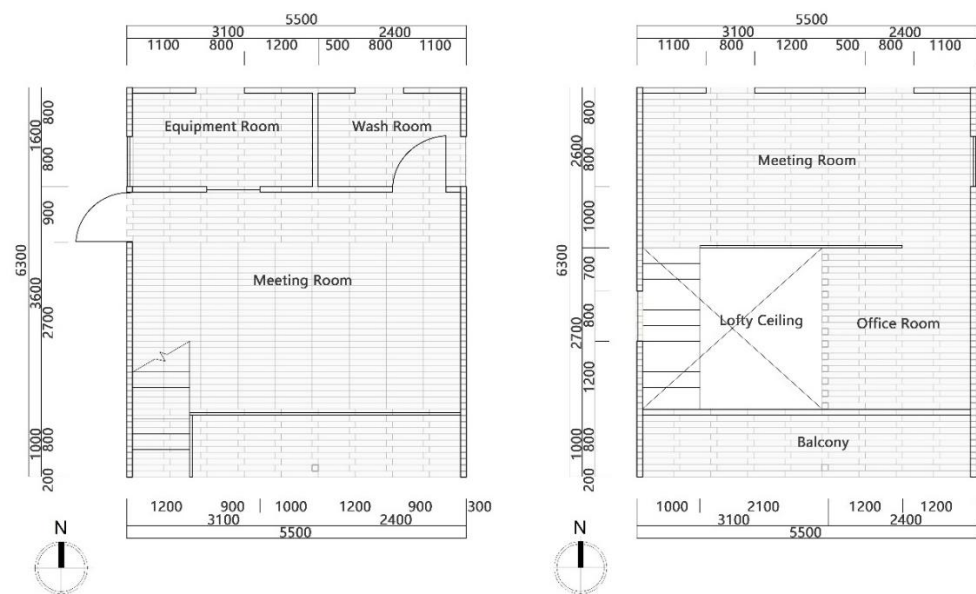 5500
3100 2400
1100 800 1200 500 800 1100
800
1600
800
900
6300
3600
2700
1000
800
200
Equipment Room
Wash Room
Meeting Room
1200 900 1000 1200 900 300
3100 2400
5500
N
5500
3100 2400
1100 800 1200 500 800 1100
800
2600
800
1000
6300
700
800
2700
1200
1000
800
200
Meeting Room
Lofty Ceiling
Office Room
Balcony
1000 2100 1200 1200
3100 2400
5500
N